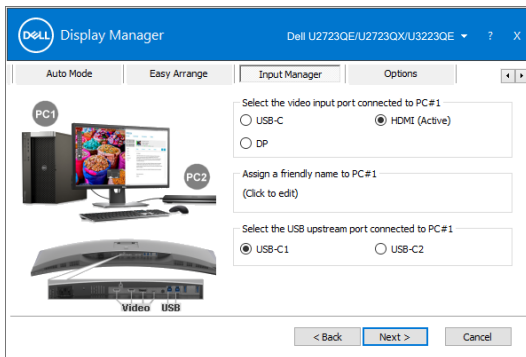 DELL Display Manager
Dell U2723QE/U2723QX/U3223QE ? X
Auto Mode Easy Arrange Input Manager Options
PC1
PC2
Video USB
Select the video input port connected to PC#1
USB-C HDMI (Active)
DP
Assign a friendly name to PC#1
(Click to edit)
Select the USB upstream port connected to PC#1
USB-C1 USB-C2
< Back Next > Cancel